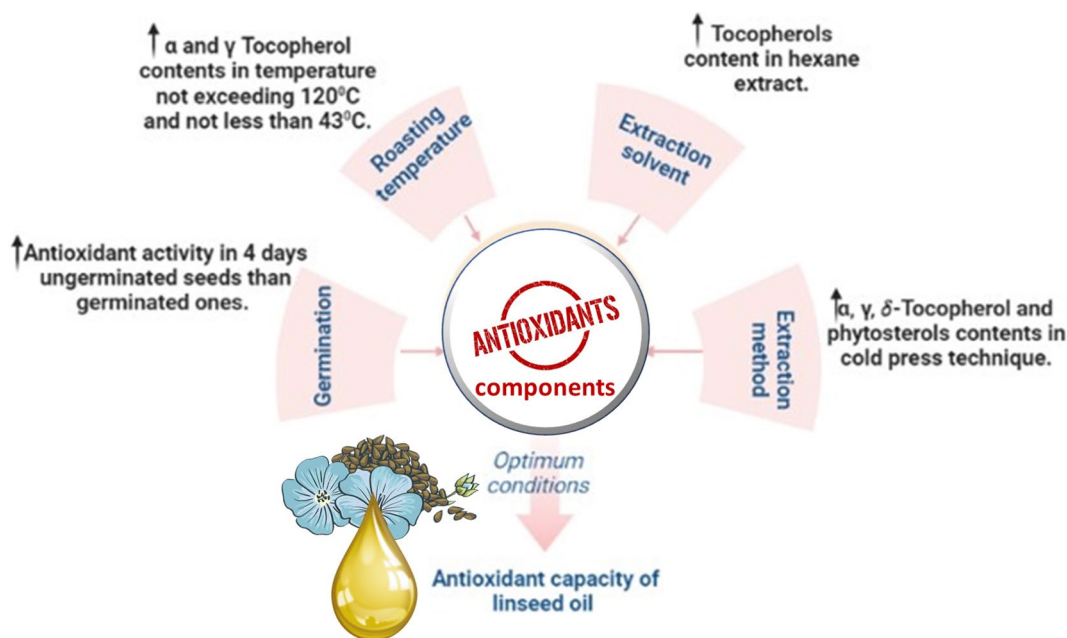 ↑ α and γ Tocopherol
contents in temperature
not exceeding 120⁰C
and not less than 43⁰C.
↑ Tocopherols
content in hexane
extract.
Roasting
temperature
Extraction
solvent
↑Antioxidant activity in 4 days
ungerminated seeds than
germinated ones.
Germination
ANTIOXIDANTS
components
Extraction
method
↑α, γ, δ-Tocopherol and
phytosterols contents in
cold press technique.
Optimum
conditions
Antioxidant capacity of
linseed oil